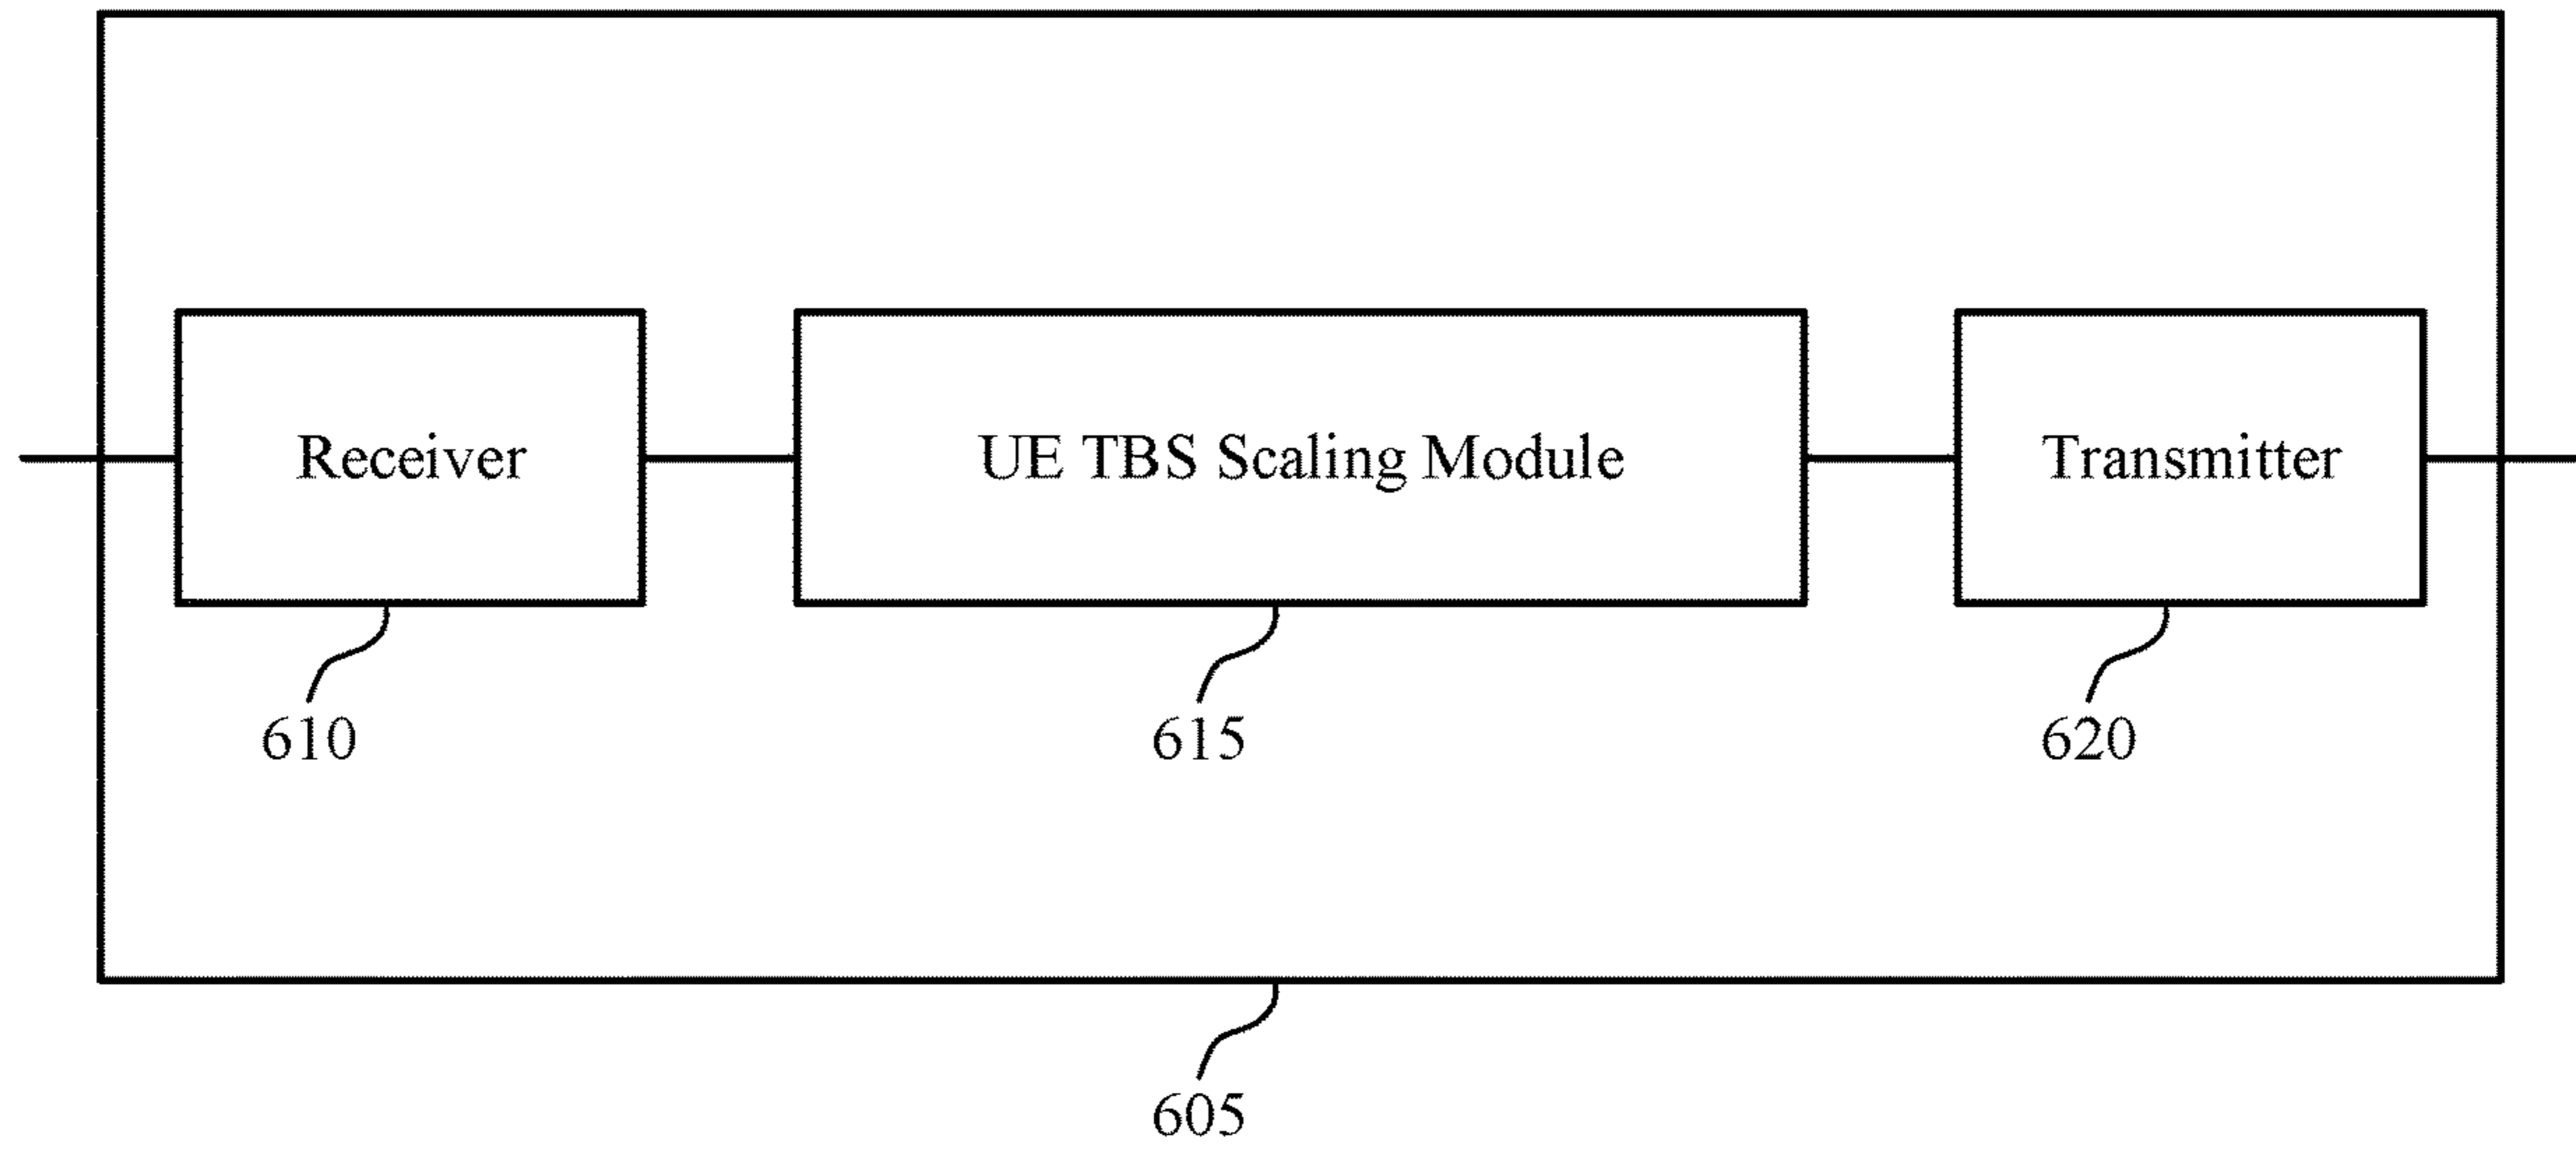 Receiver
UE TBS Scaling Module
Transmitter
610
615
620
605